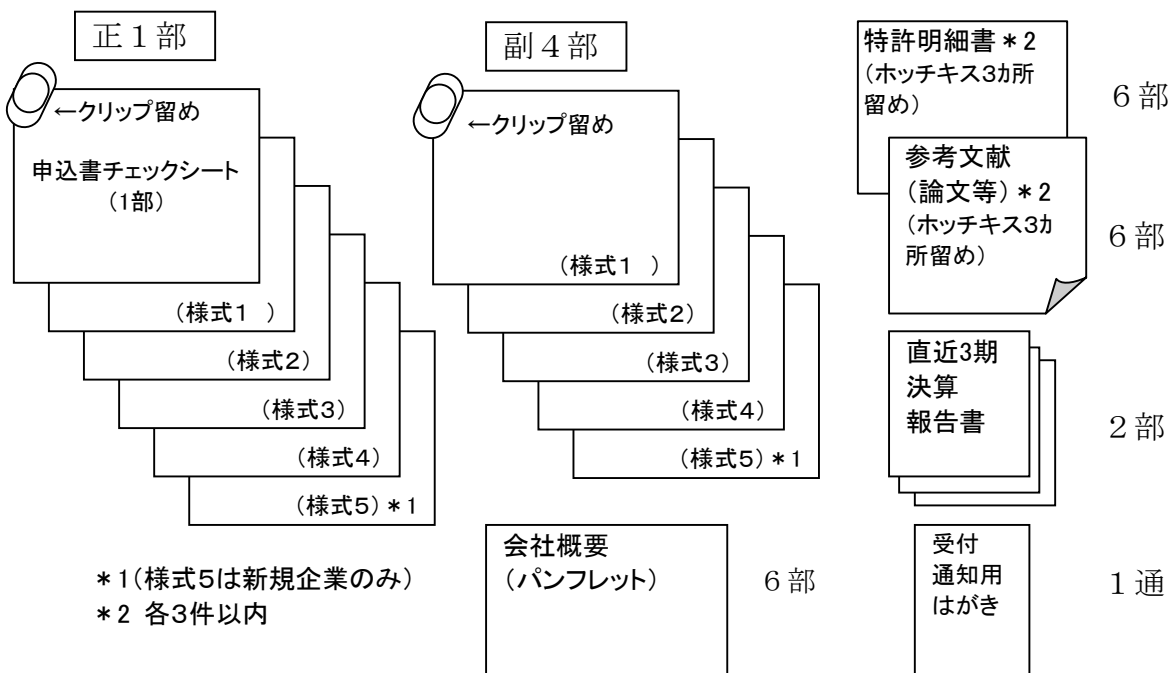 正１部
←クリップ留め
申込書チェックシート
（1部）
（様式１　）
（様式２）
（様式３）
（様式４）
（様式５）＊１
副４部
←クリップ留め
（様式１　）
（様式２）
（様式３）
（様式４）
（様式５）＊１
特許明細書＊２
（ホッチキス3カ所
留め）
６部
参考文献
（論文等）＊２
（ホッチキス3カ
所留め）
６部
直近3期
決算
報告書
２部
会社概要
（パンフレット）
６部
受付
通知用
はがき
１通
＊１（様式５は新規企業のみ）
＊２ 各３件以内